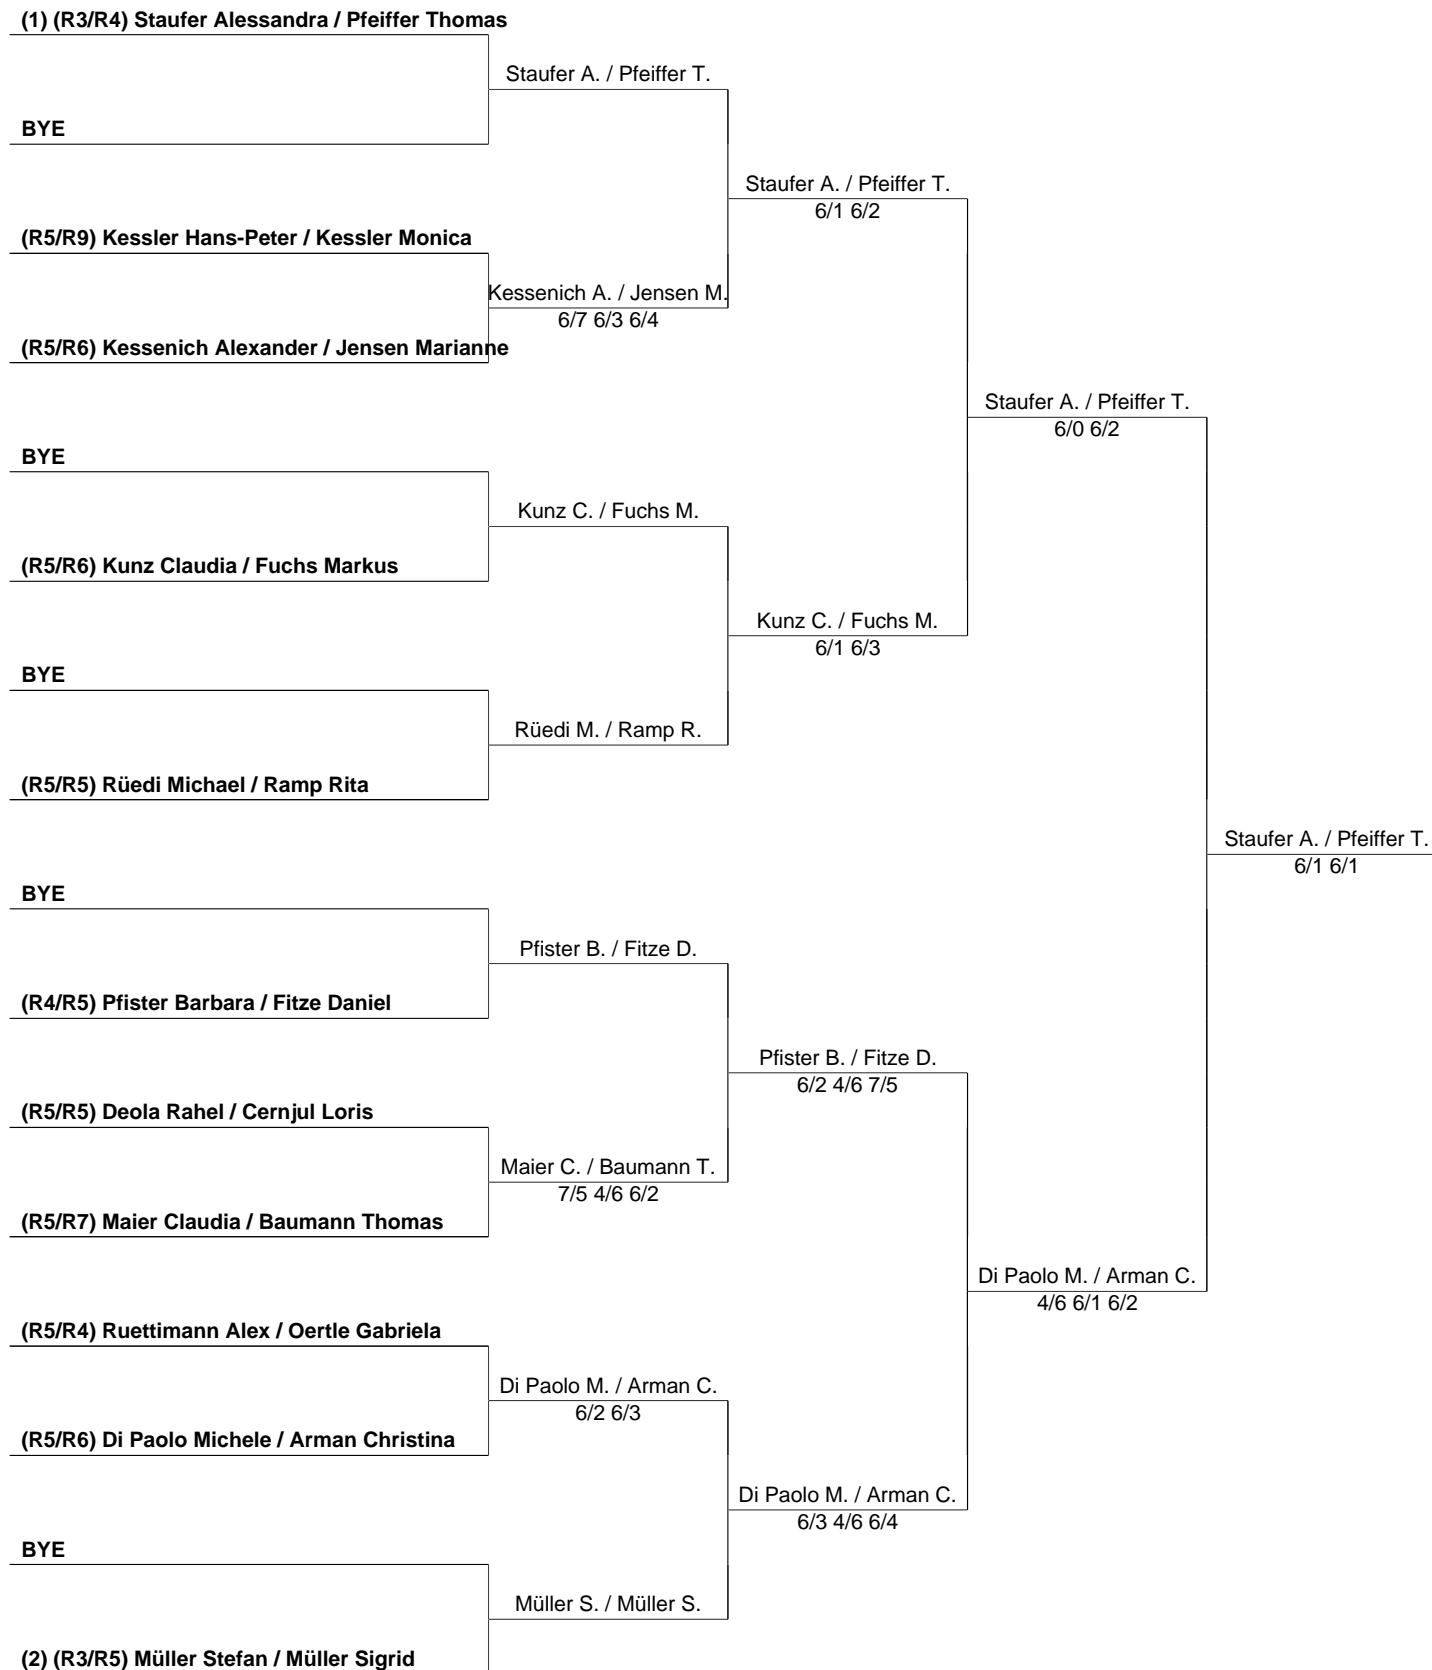 (1) (R3/R4) Staufer Alessandra / Pfeiffer Thomas
Staufer A. / Pfeiffer T.
BYE
Staufer A. / Pfeiffer T.
6/1 6/2
(R5/R9) Kessler Hans-Peter / Kessler Monica
Kessenich A. / Jensen M.
6/7 6/3 6/4
(R5/R6) Kessenich Alexander / Jensen Marianne
Staufer A. / Pfeiffer T.
6/0 6/2
BYE
Kunz C. / Fuchs M.
(R5/R6) Kunz Claudia / Fuchs Markus
Kunz C. / Fuchs M.
6/1 6/3
BYE
Rüedi M. / Ramp R.
(R5/R5) Rüedi Michael / Ramp Rita
Staufer A. / Pfeiffer T.
6/1 6/1
BYE
Pfister B. / Fitze D.
(R4/R5) Pfister Barbara / Fitze Daniel
Pfister B. / Fitze D.
6/2 4/6 7/5
(R5/R5) Deola Rahel / Cernjul Loris
Maier C. / Baumann T.
7/5 4/6 6/2
(R5/R7) Maier Claudia / Baumann Thomas
Di Paolo M. / Arman C.
4/6 6/1 6/2
(R5/R4) Ruettimann Alex / Oertle Gabriela
Di Paolo M. / Arman C.
6/2 6/3
(R5/R6) Di Paolo Michele / Arman Christina
Di Paolo M. / Arman C.
6/3 4/6 6/4
BYE
Müller S. / Müller S.
(2) (R3/R5) Müller Stefan / Müller Sigrid